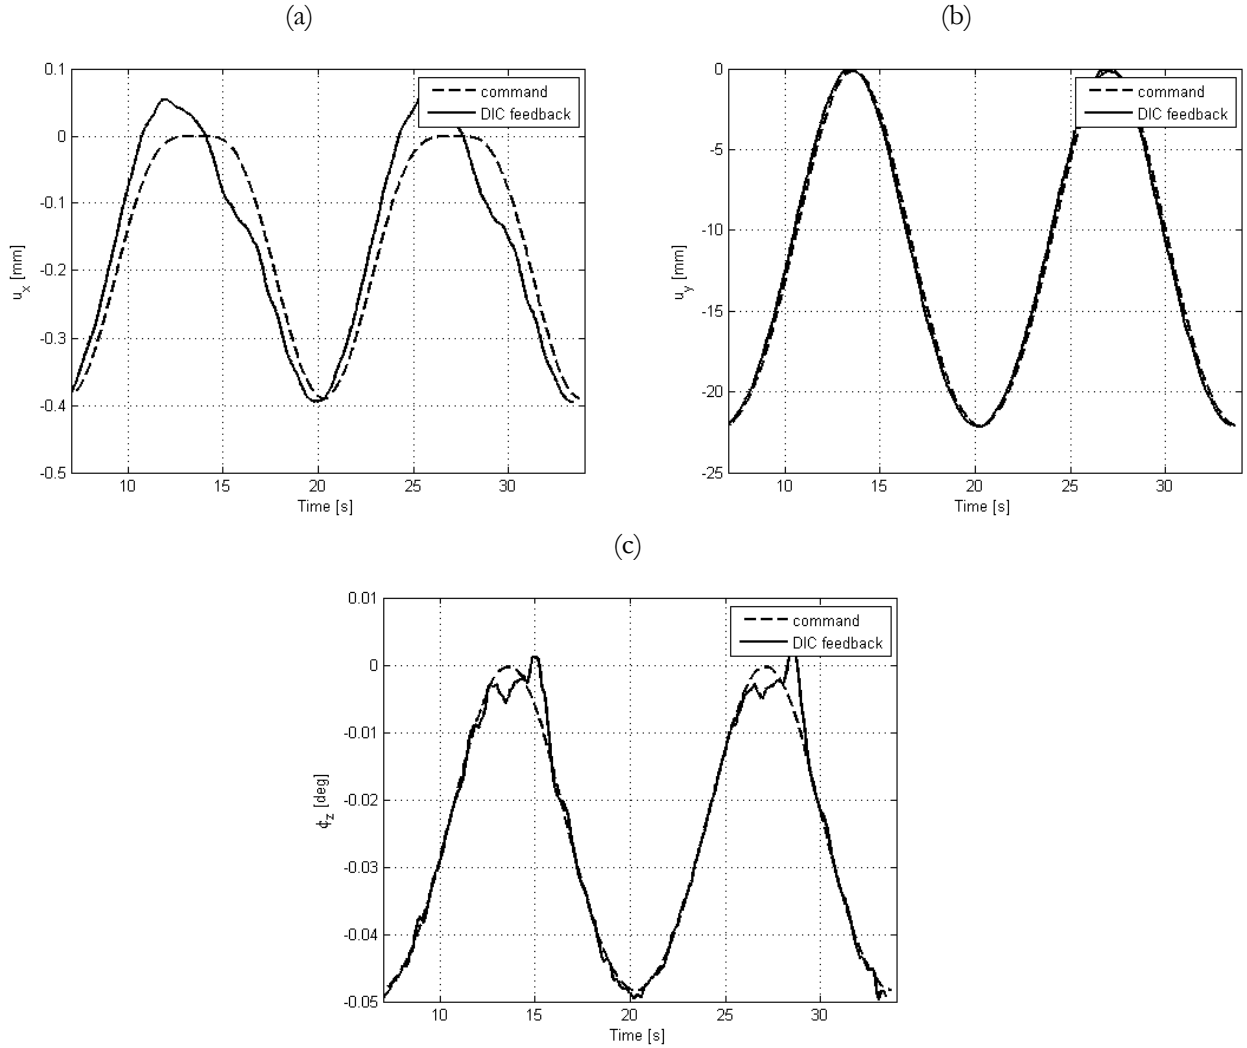 (a)
0.1
0
-0.1
-0.2
-0.3
-0.4
-0.5
u_x [mm]
command
DIC feedback
10 15 20 25 30
Time [s]
(b)
0
-5
-10
-15
-20
-25
u_y [mm]
command
DIC feedback
10 15 20 25 30
Time [s]
(c)
0.01
0
-0.01
-0.02
-0.03
-0.04
-0.05
ϕ_z [deg]
command
DIC feedback
10 15 20 25 30
Time [s]